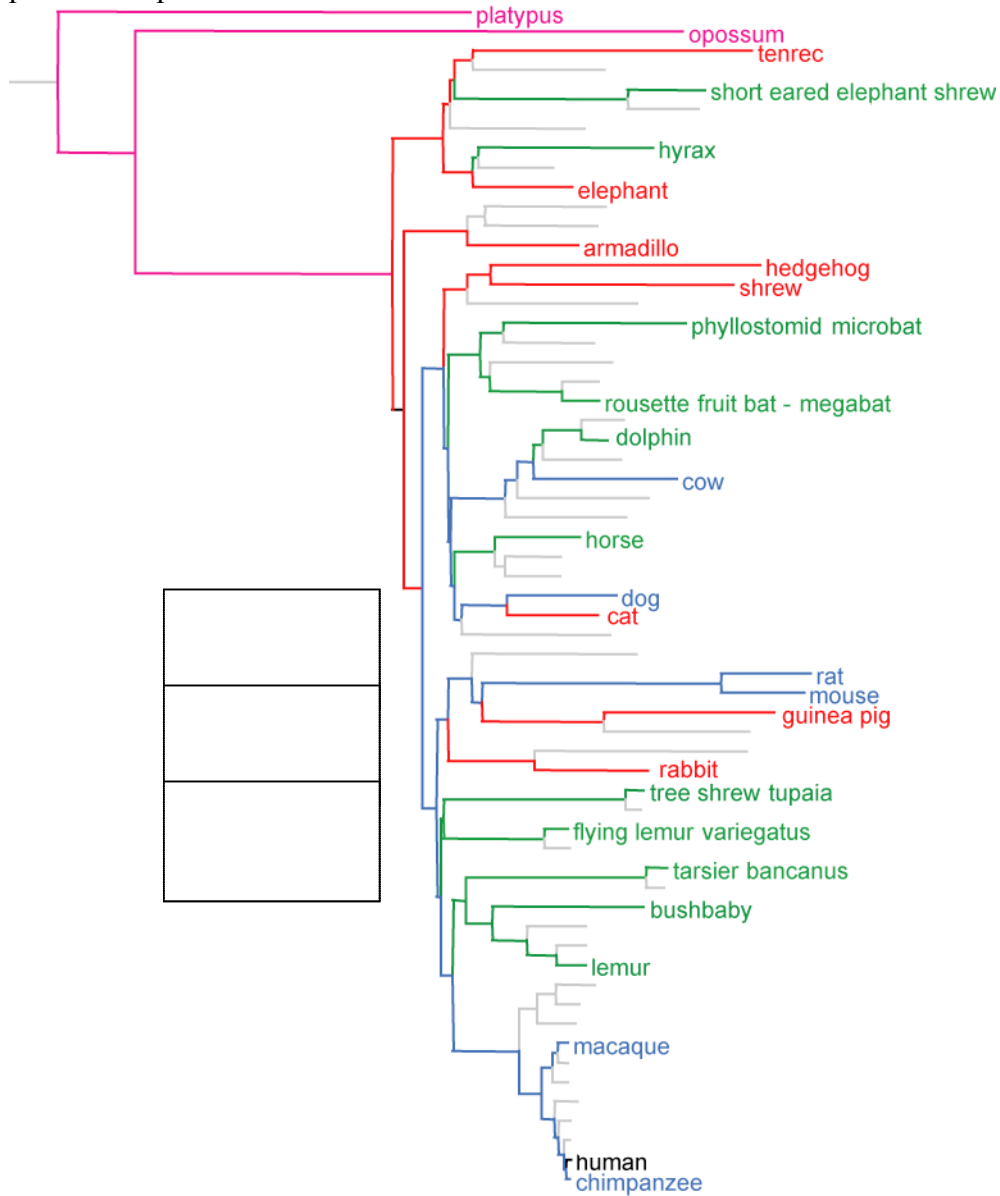 platypus
opossum
tenrec
short eared elephant shrew
hyrax
elephant
armadillo
hedgehog
shrew
phyllostomid microbat
rousette fruit bat - megabat
dolphin
cow
horse
dog
cat
rat
mouse
guinea pig
rabbit
tree shrew tupaia
flying lemur variegatus
tarsier bancanus
bushbaby
lemur
macaque
human
chimpanzee